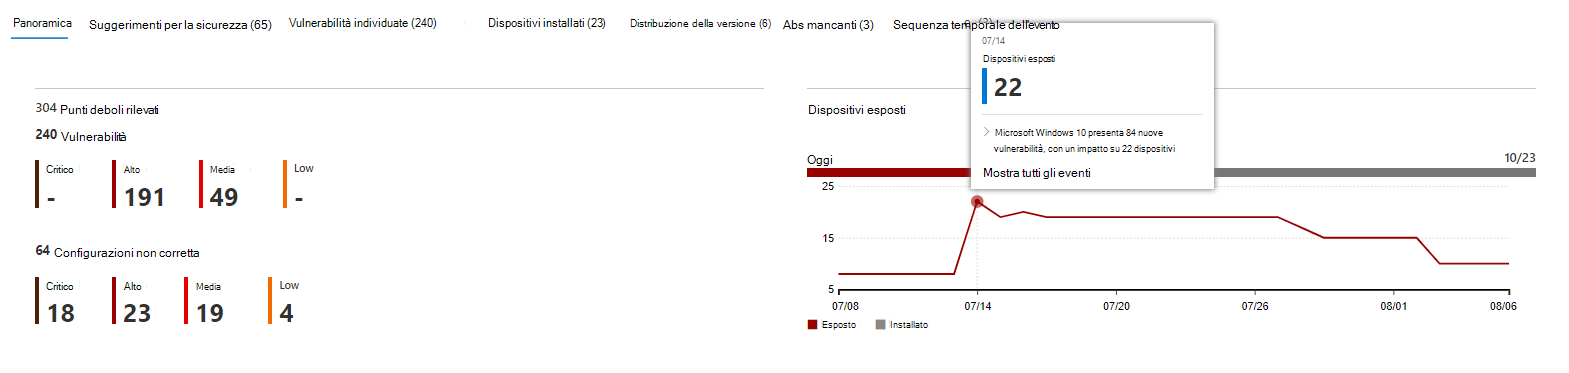 Panoramica
Suggerimenti per la sicurezza (65)
Vulnerabilità individuate (240)
Dispositivi installati (23)
Distribuzione della versione (6)
Abs mancanti (3)
Sequenza temporale dell'evento
07/14
Dispositivi esposti
22
Microsoft Windows 10 presenta 84 nuove
vulnerabilità, con un impatto su 22 dispositivi
Mostra tutti gli eventi
304 Punti deboli rilevati
240 Vulnerabilità
Critico
-
Alto
191
Media
49
Low
-
64 Configurazioni non corretta
Critico
18
Alto
23
Media
19
Low
4
Dispositivi esposti
Oggi
10/23
25
15
5
07/08
07/14
07/20
07/26
08/01
08/06
Esposto
Installato